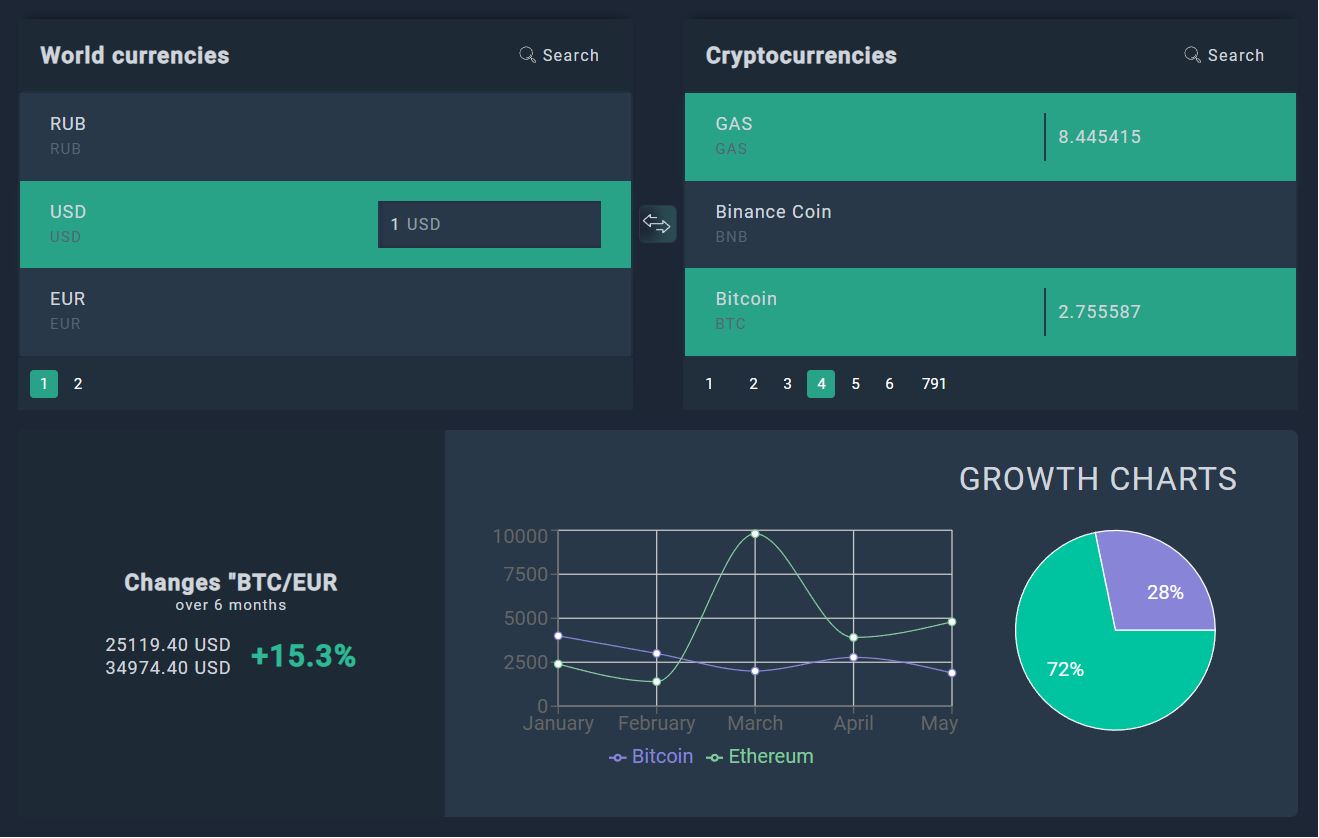 World currencies
Search
RUB
RUB
USD
USD
1 USD
EUR
EUR
1 2
Cryptocurrencies
Search
GAS
GAS
8.445415
Binance Coin
BNB
Bitcoin
BTC
2.755587
1 2 3 4 5 6 791
Changes "BTC/EUR
over 6 months
25119.40 USD
34974.40 USD
+15.3%
GROWTH CHARTS
10000
7500
5000
2500
0
January February March April May
Bitcoin Ethereum
28%
72%